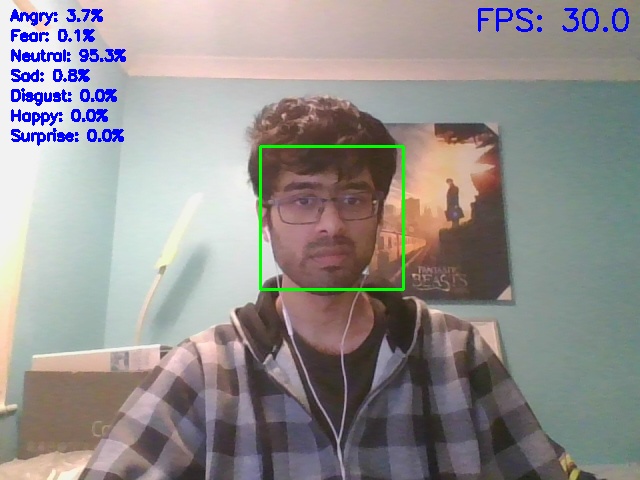 Angry: 3.7%
FPS: 30.0
Fear: 0.1%
Neutral: 95.3%
Sad: 0.8%
Disgust: 0.0%
Happy: 0.0%
Surprise: 0.0%
FANTASTIC
BEASTS